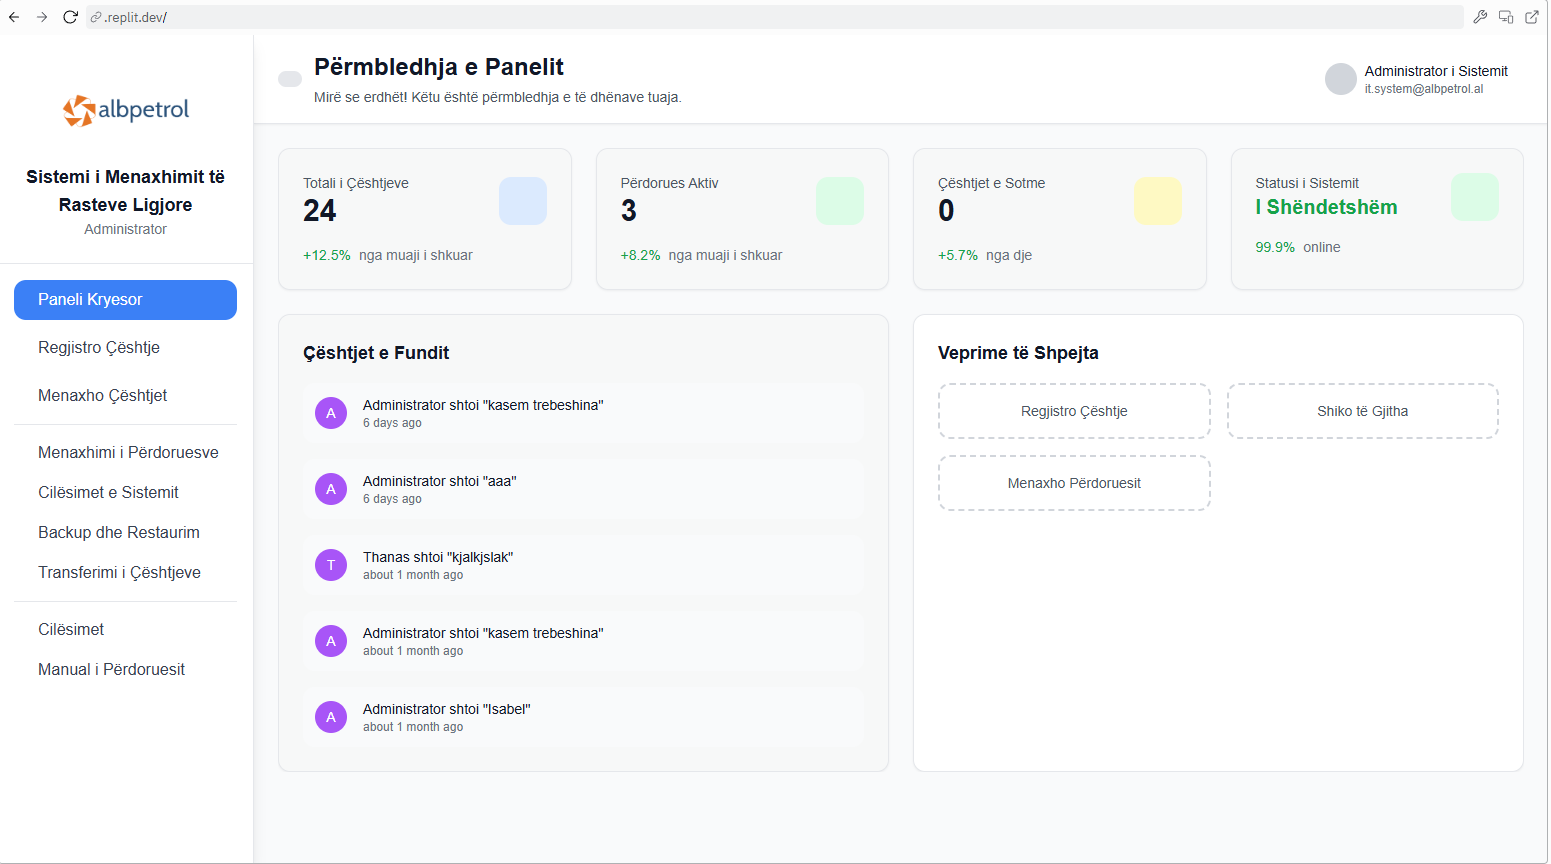 .replit.dev/
albpetrol
Sistemi i Menaxhimit të
Rasteve Ligjore
Administrator
Paneli Kryesor
Regjistro Çështje
Menaxho Çështjet
Menaxhimi i Përdoruesve
Cilësimet e Sistemit
Backup dhe Restaurim
Transferimi i Çështjeve
Cilësimet
Manual i Përdoruesit
Përmbledhja e Panelit
Mirë se erdhët! Këtu është përmbledhja e të dhënave tuaja.
Administrator i Sistemit
it.system@albpetrol.al
Totali i Çështjeve
24
+12.5% nga muaji i shkuar
Përdorues Aktiv
3
+8.2% nga muaji i shkuar
Çështjet e Sotme
0
+5.7% nga dje
Statusi i Sistemit
I Shëndetshëm
99.9% online
Çështjet e Fundit
A
Administrator shtoi "kasem trebeshina"
6 days ago
A
Administrator shtoi "aaa"
6 days ago
T
Thanas shtoi "kjalkjslak"
about 1 month ago
A
Administrator shtoi "kasem trebeshina"
about 1 month ago
A
Administrator shtoi "Isabel"
about 1 month ago
Veprime të Shpejta
Regjistro Çështje
Shiko të Gjitha
Menaxho Përdoruesit